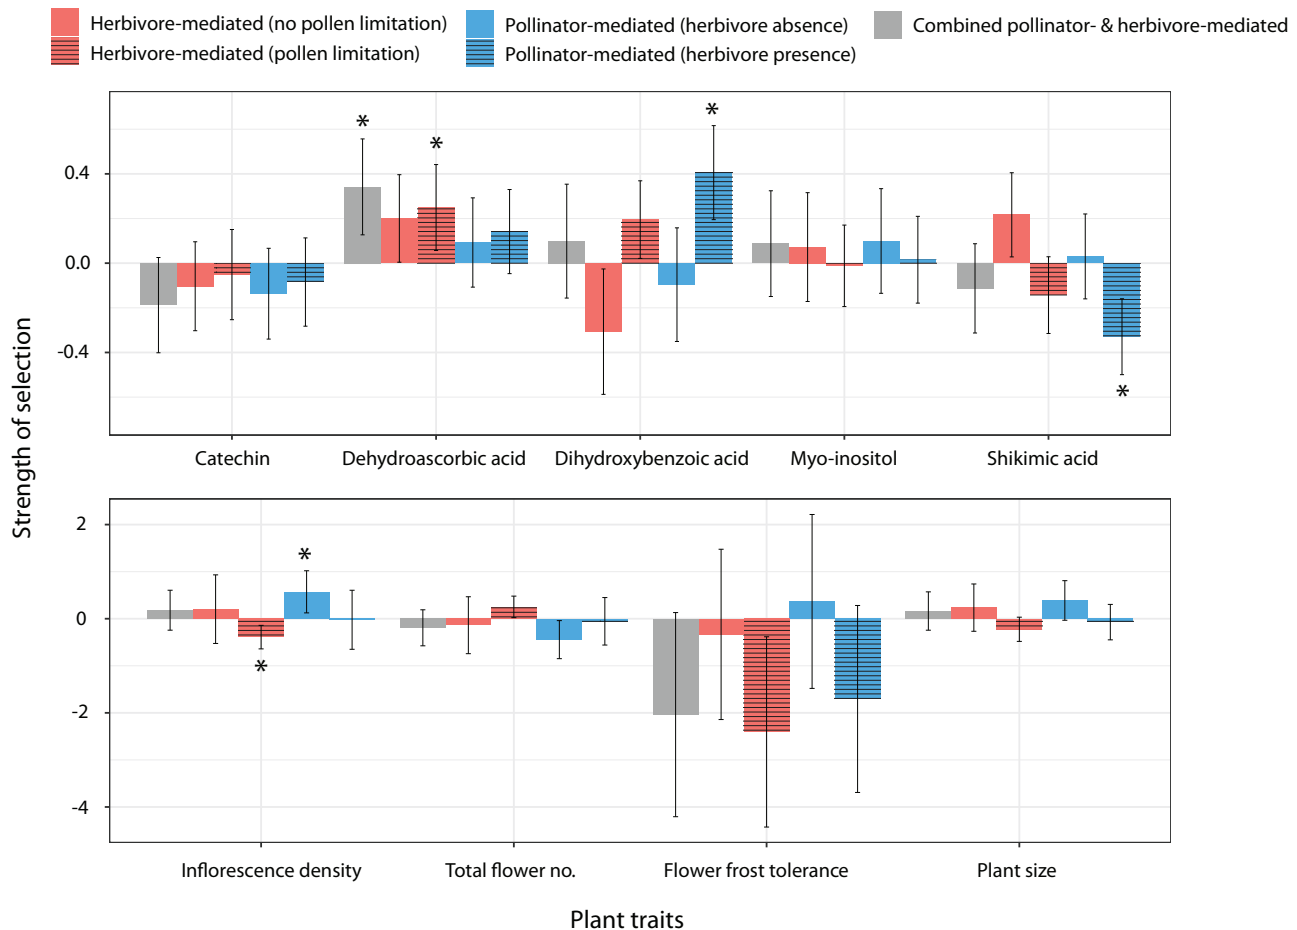 Herbivore-mediated (no pollen limitation)
Pollinator-mediated (herbivore absence)
Combined pollinator- & herbivore-mediated
Herbivore-mediated (pollen limitation)
Pollinator-mediated (herbivore presence)
Strength of selection
0.4
0.0
-0.4
* * * *
Catechin
Dehydroascorbic acid
Dihydroxybenzoic acid
Myo-inositol
Shikimic acid
2
0
-2
-4
* *
Inflorescence density
Total flower no.
Flower frost tolerance
Plant size
Plant traits